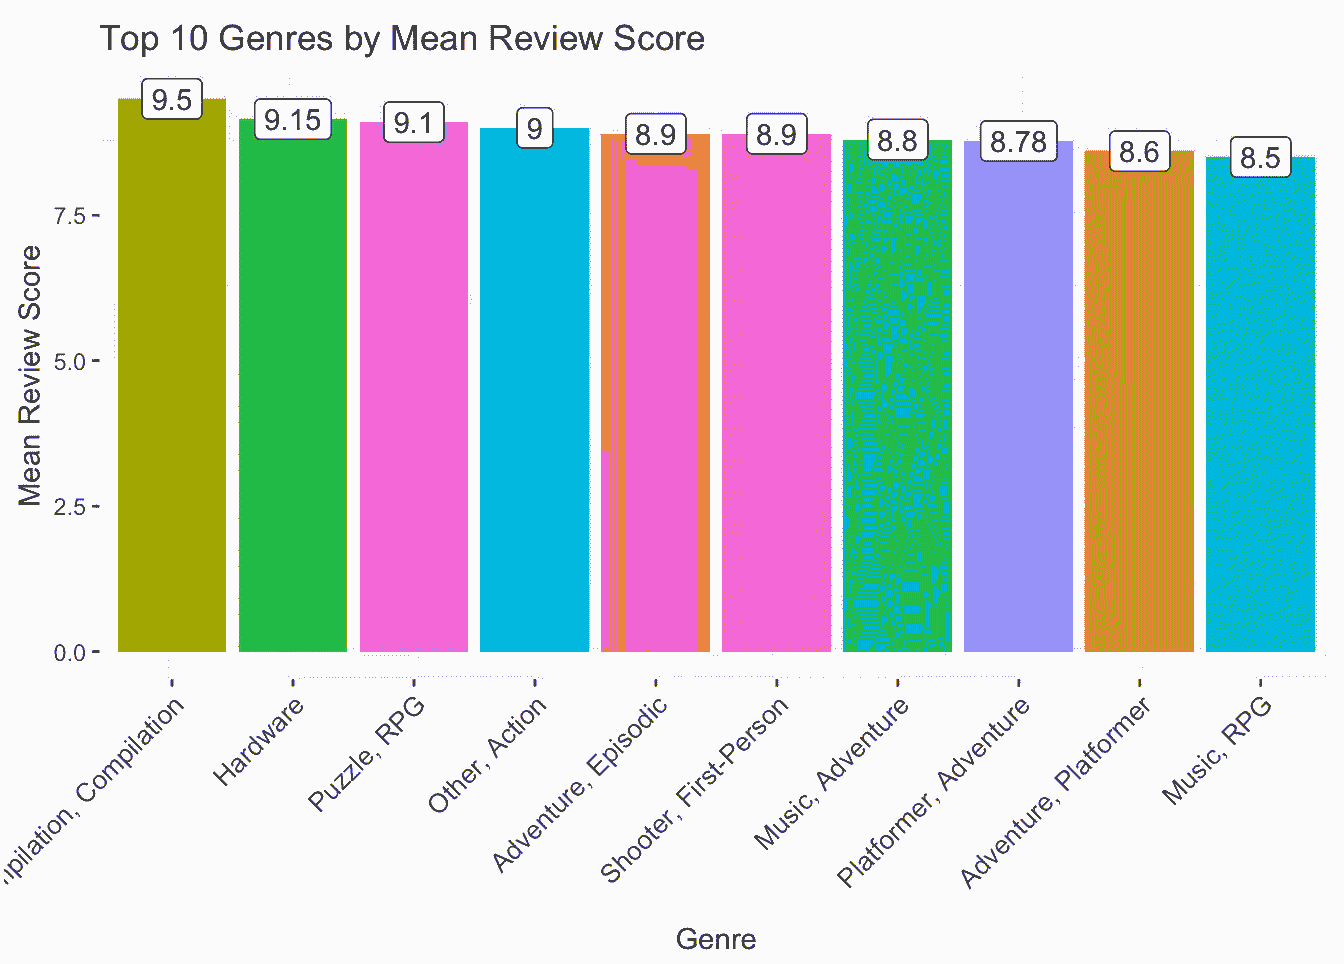 Top 10 Genres by Mean Review Score
9.5
9.15
9.1
9
8.9
8.9
8.8
8.78
8.6
8.5
Mean Review Score
7.5
5.0
2.5
0.0
Compilation
Hardware
Puzzle, RPG
Other, Action
Adventure, Episodic
Shooter, First-Person
Music, Adventure
Platformer, Adventure
Adventure, Platformer
Music, RPG
Genre